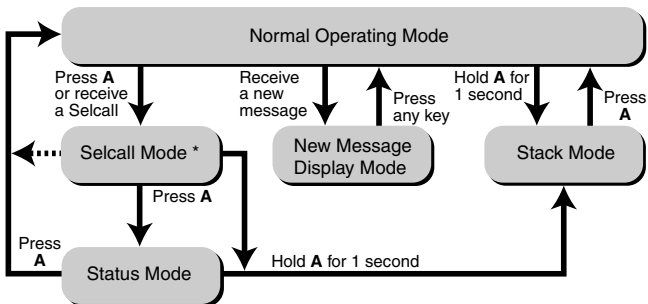 Normal Operating Mode
Press A
or receive
a Selcall
Receive
a new
message
Press
any key
Hold A for
1 second
Press
A
Selcall Mode *
New Message
Display Mode
Stack Mode
Press A
Press
A
Status Mode
Hold A for 1 second